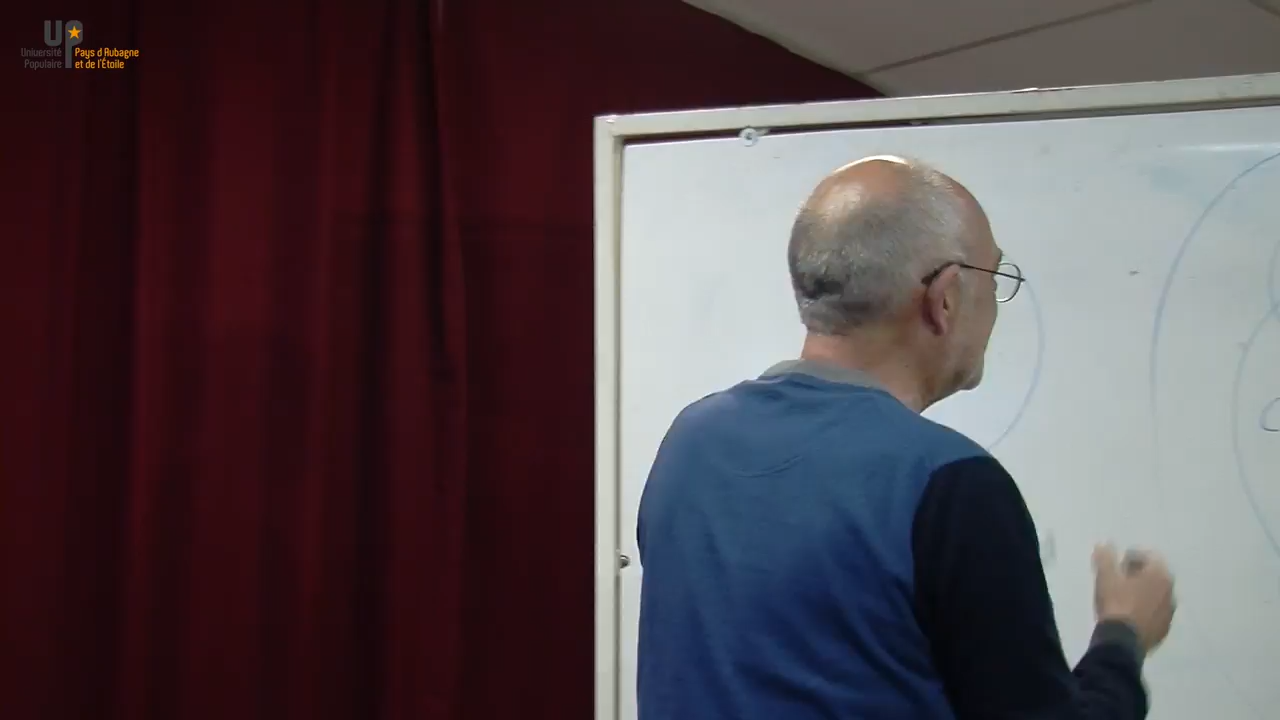 UP
Université
Populaire
Pays d'Aubagne
et de l'Étoile